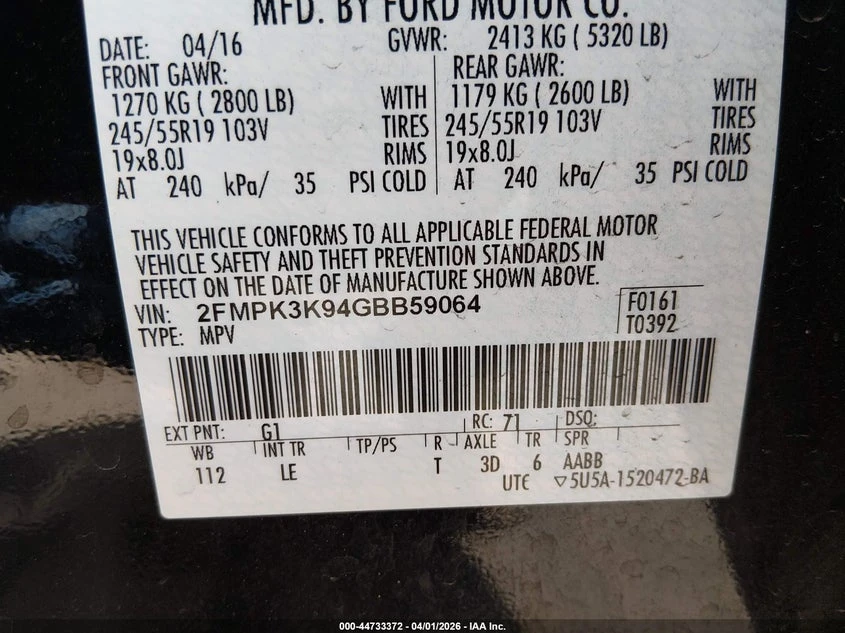 MFD. BY FORD MOTOR CO.
DATE: 04/16 GVWR: 2413 KG ( 5320 LB)
FRONT GAWR: REAR GAWR:
1270 KG ( 2800 LB) WITH 1179 KG ( 2600 LB) WITH
245/55R19 103V TIRES 245/55R19 103V TIRES
19x8.0J RIMS 19x8.0J RIMS
AT 240 kPa/ 35 PSI COLD AT 240 kPa/ 35 PSI COLD
THIS VEHICLE CONFORMS TO ALL APPLICABLE FEDERAL MOTOR
VEHICLE SAFETY AND THEFT PREVENTION STANDARDS IN
EFFECT ON THE DATE OF MANUFACTURE SHOWN ABOVE.
VIN: 2FMPK3K94GBB59064 F0161
TYPE: MPV T0392
EXT PNT: G1 RC: 71 DSQ:
WB INT TR TP/PS R AXLE TR SPR
112 LE T 3D 6 AABB
UTE ▽5U5A-1520472-BA
000-44733372 - 04/01/2026 - IAA Inc.